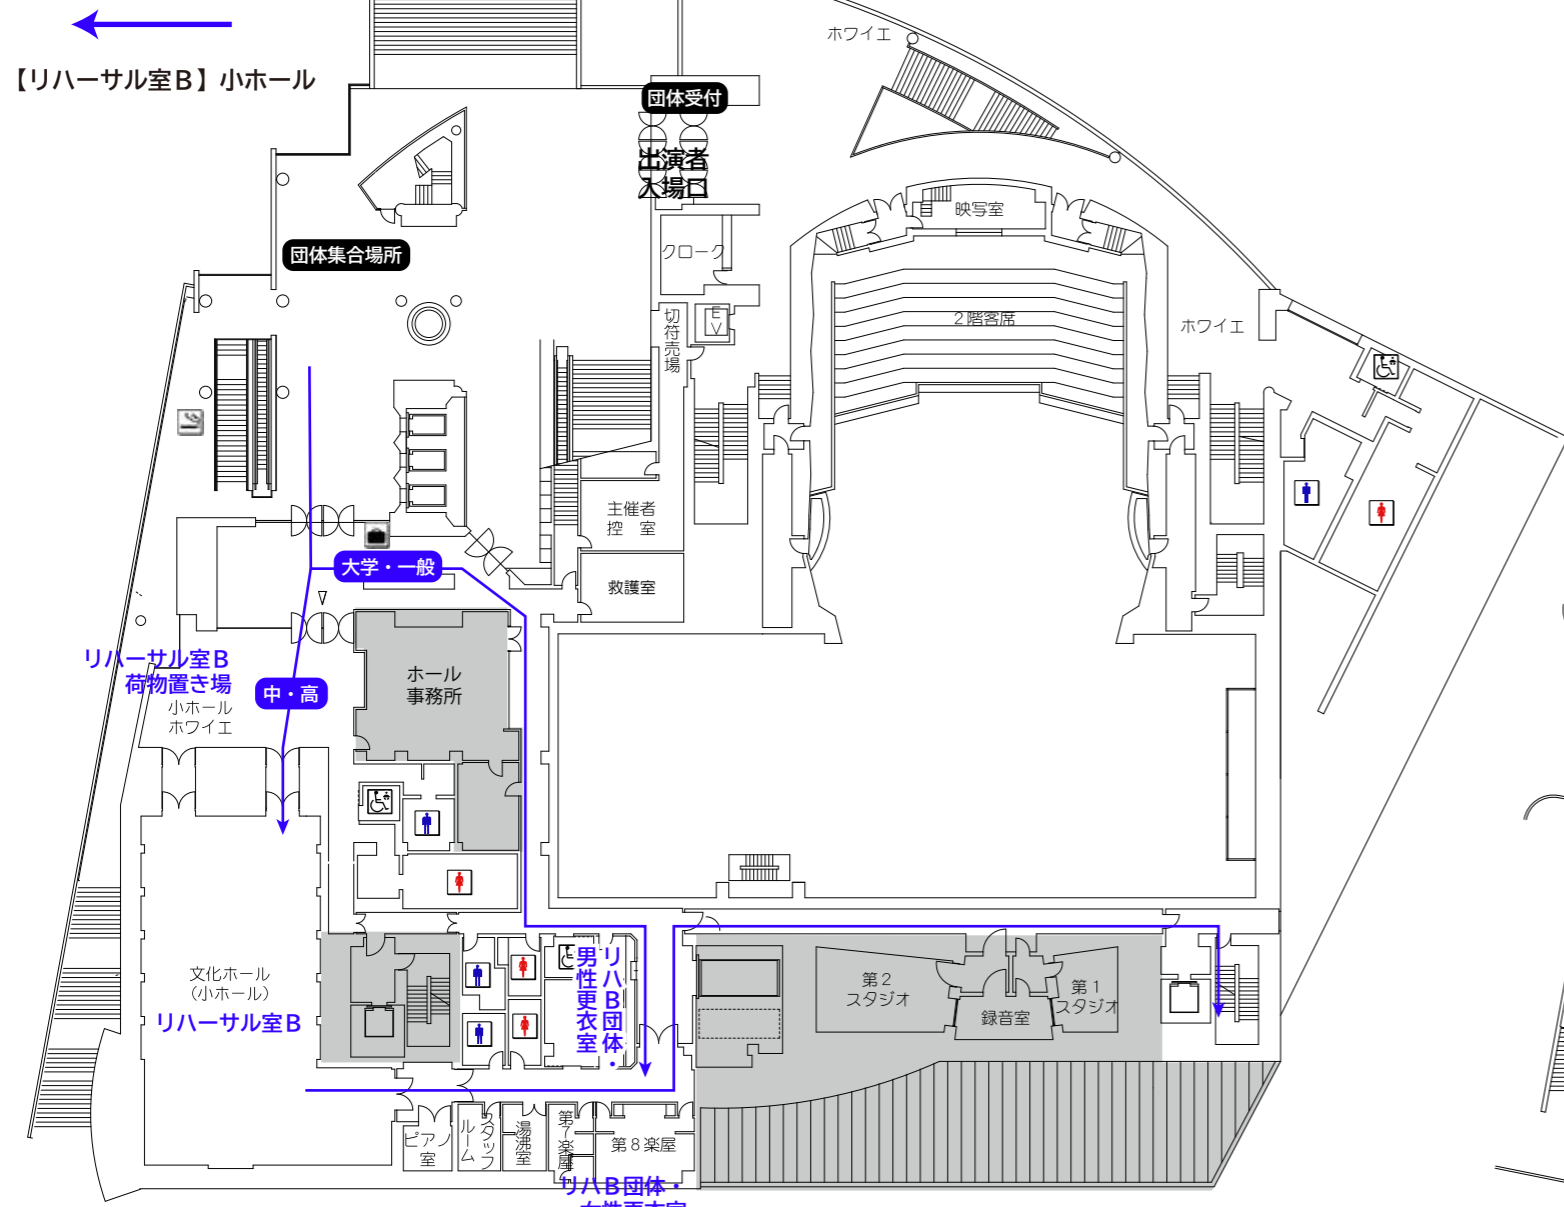 【リハーサル室Ｂ】小ホール
団体受付
出演者
入場口
ホワイエ
映写室
クローク
団体集合場所
EV
切符売場
２階客席
ホワイエ
主催者
控　室
大学・一般
救護室
リハーサル室Ｂ
荷物置き場
中・高
小ホール
ホワイエ
ホール
事務所
文化ホール
（小ホール）
リハーサル室Ｂ
リハＢ団体・
男性更衣室
第２
スタジオ
録音室
第１
スタジオ
ピアノ
室
スタッフ
ルーム
湯沸室
第７楽屋
第８楽屋
リハＢ団体・
女性更衣室